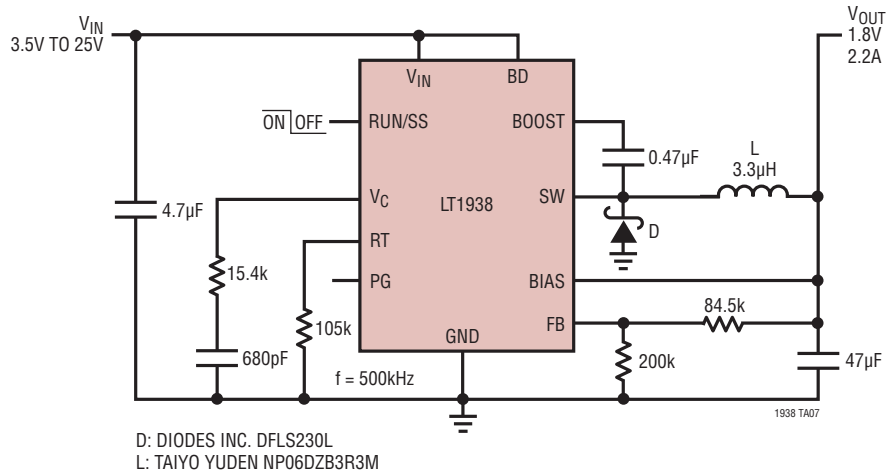 VIN
3.5V TO 25V
VOUT
1.8V
2.2A
VIN
BD
ON OFF
RUN/SS
BOOST
0.47µF
L
3.3µH
4.7µF
VC
LT1938
SW
D
RT
15.4k
PG
BIAS
84.5k
105k
FB
GND
680pF
f = 500kHz
200k
47µF
1938 TA07
D: DIODES INC. DFLS230L
L: TAIYO YUDEN NP06DZB3R3M